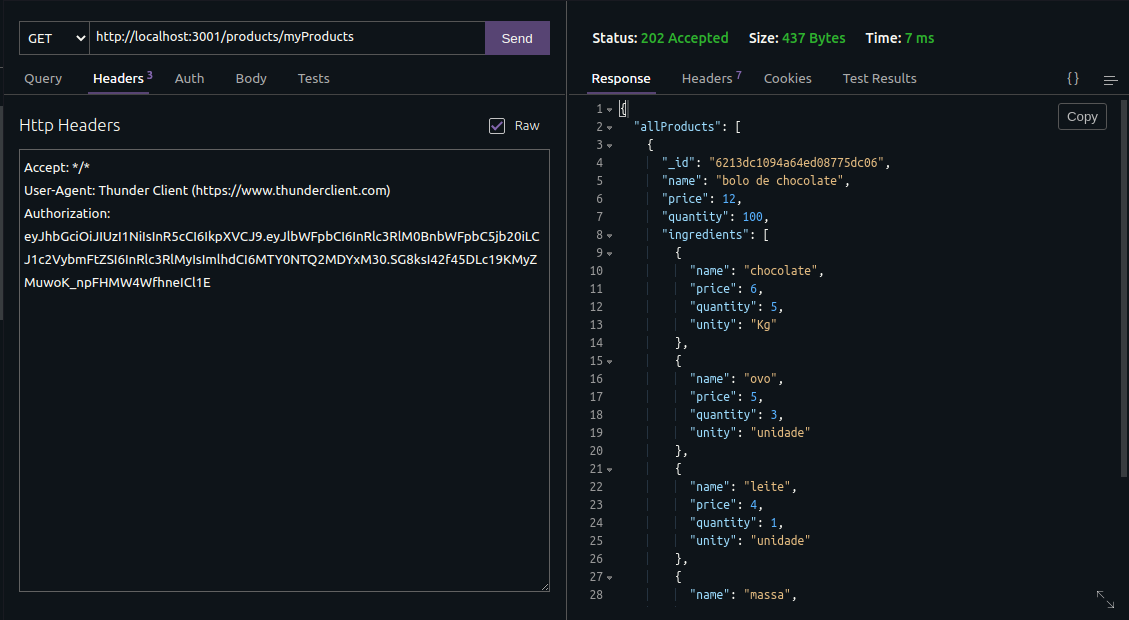 GET http://localhost:3001/products/myProducts Send
Query Headers 3 Auth Body Tests
Http Headers Raw
Accept: */*
User-Agent: Thunder Client (https://www.thunderclient.com)
Authorization:
eyJhbGciOiJIUzI1NiIsInR5cCI6IkpXVCJ9.eyJlbWFpbCI6InRlc3RlM0BnbWFpbC5jb20iLC
J1c2VybmFtZSI6InRlc3RlMyIsImlhdCI6MTY0NTQ2MDYxM30.SG8ksI42f45DLc19KMyZ
MuwoK_npFHMW4WfhneICl1E
Status: 202 Accepted Size: 437 Bytes Time: 7 ms
Response Headers 7 Cookies Test Results {}
Copy
1 {
2 "allProducts": [
3 {
4 "_id": "6213dc1094a64ed08775dc06",
5 "name": "bolo de chocolate",
6 "price": 12,
7 "quantity": 100,
8 "ingredients": [
9 {
10 "name": "chocolate",
11 "price": 6,
12 "quantity": 5,
13 "unity": "Kg"
14 },
15 {
16 "name": "ovo",
17 "price": 5,
18 "quantity": 3,
19 "unity": "unidade"
20 },
21 {
22 "name": "leite",
23 "price": 4,
24 "quantity": 1,
25 "unity": "unidade"
26 },
27 {
28 "name": "massa",